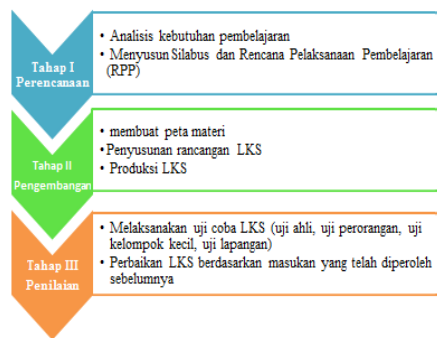 Tahap I
Perencanaan
• Analisis kebutuhan pembelajaran
• Menyusun Silabus dan Rencana Pelaksanaan Pembelajaran
(RPP)
Tahap II
Pengembangan
• membuat peta materi
•Penyusunan rancangan LKS
• Produksi LKS
Tahap III
Penilaian
• Melaksanakan uji coba LKS (uji ahli, uji perorangan, uji
kelompok kecil, uji lapangan)
• Perbaikan LKS berdasarkan masukan yang telah diperoleh
sebelumnya